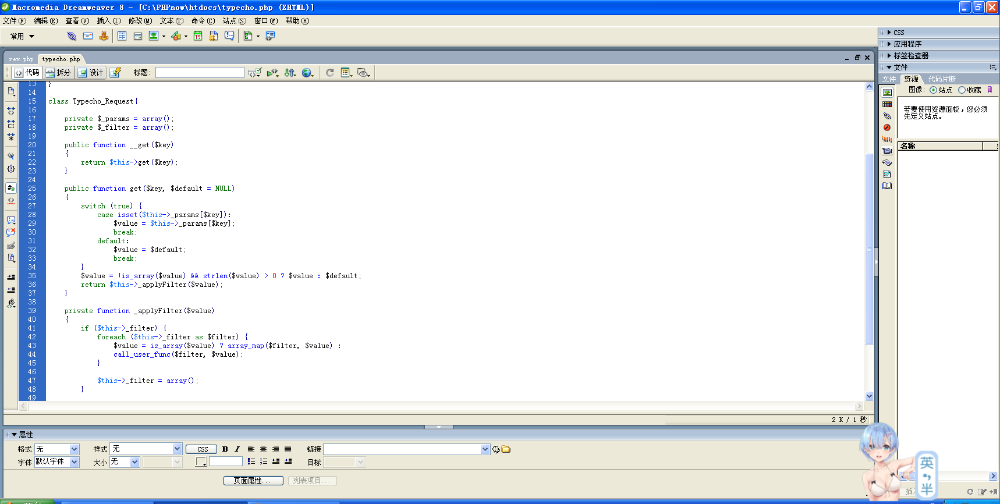 Macromedia Dreamweaver 8 - [C:\PHPnow\htdocs\typecho.php (XHTML)]
文件(F) 编辑(E) 查看(V) 插入(I) 修改(M) 文本(T) 命令(C) 站点(S) 窗口(W) 帮助(H)
常用
19
rev.php typecho.php
代码 拆分 设计 标题:
13 }
14
15 class Typecho_Request{
16
17 private $_params = array();
18 private $_filter = array();
19
20 public function __get($key)
21 {
22 return $this->get($key);
23 }
24
25 public function get($key, $default = NULL)
26 {
27 switch (true) {
28 case isset($this->_params[$key]):
29 $value = $this->_params[$key];
30 break;
31 default:
32 $value = $default;
33 break;
34 }
35 $value = !is_array($value) && strlen($value) > 0 ? $value : $default;
36 return $this->_applyFilter($value);
37 }
38
39 private function _applyFilter($value)
40 {
41 if ($this->_filter) {
42 foreach ($this->_filter as $filter) {
43 $value = is_array($value) ? array_map($filter, $value) :
44 call_user_func($filter, $value);
45 }
46
47 $this->_filter = array();
48 }
49
2 K / 1 秒
CSS
应用程序
标签检查器
文件
文件 资源 代码片断
图像: 站点 收藏
若要使用资源面板，您必须
先定义站点。
名称
属性
格式 无 样式 无 CSS B I 链接
字体 默认字体 大小 无 目标
页面属性... 列表项目...
英
半
插